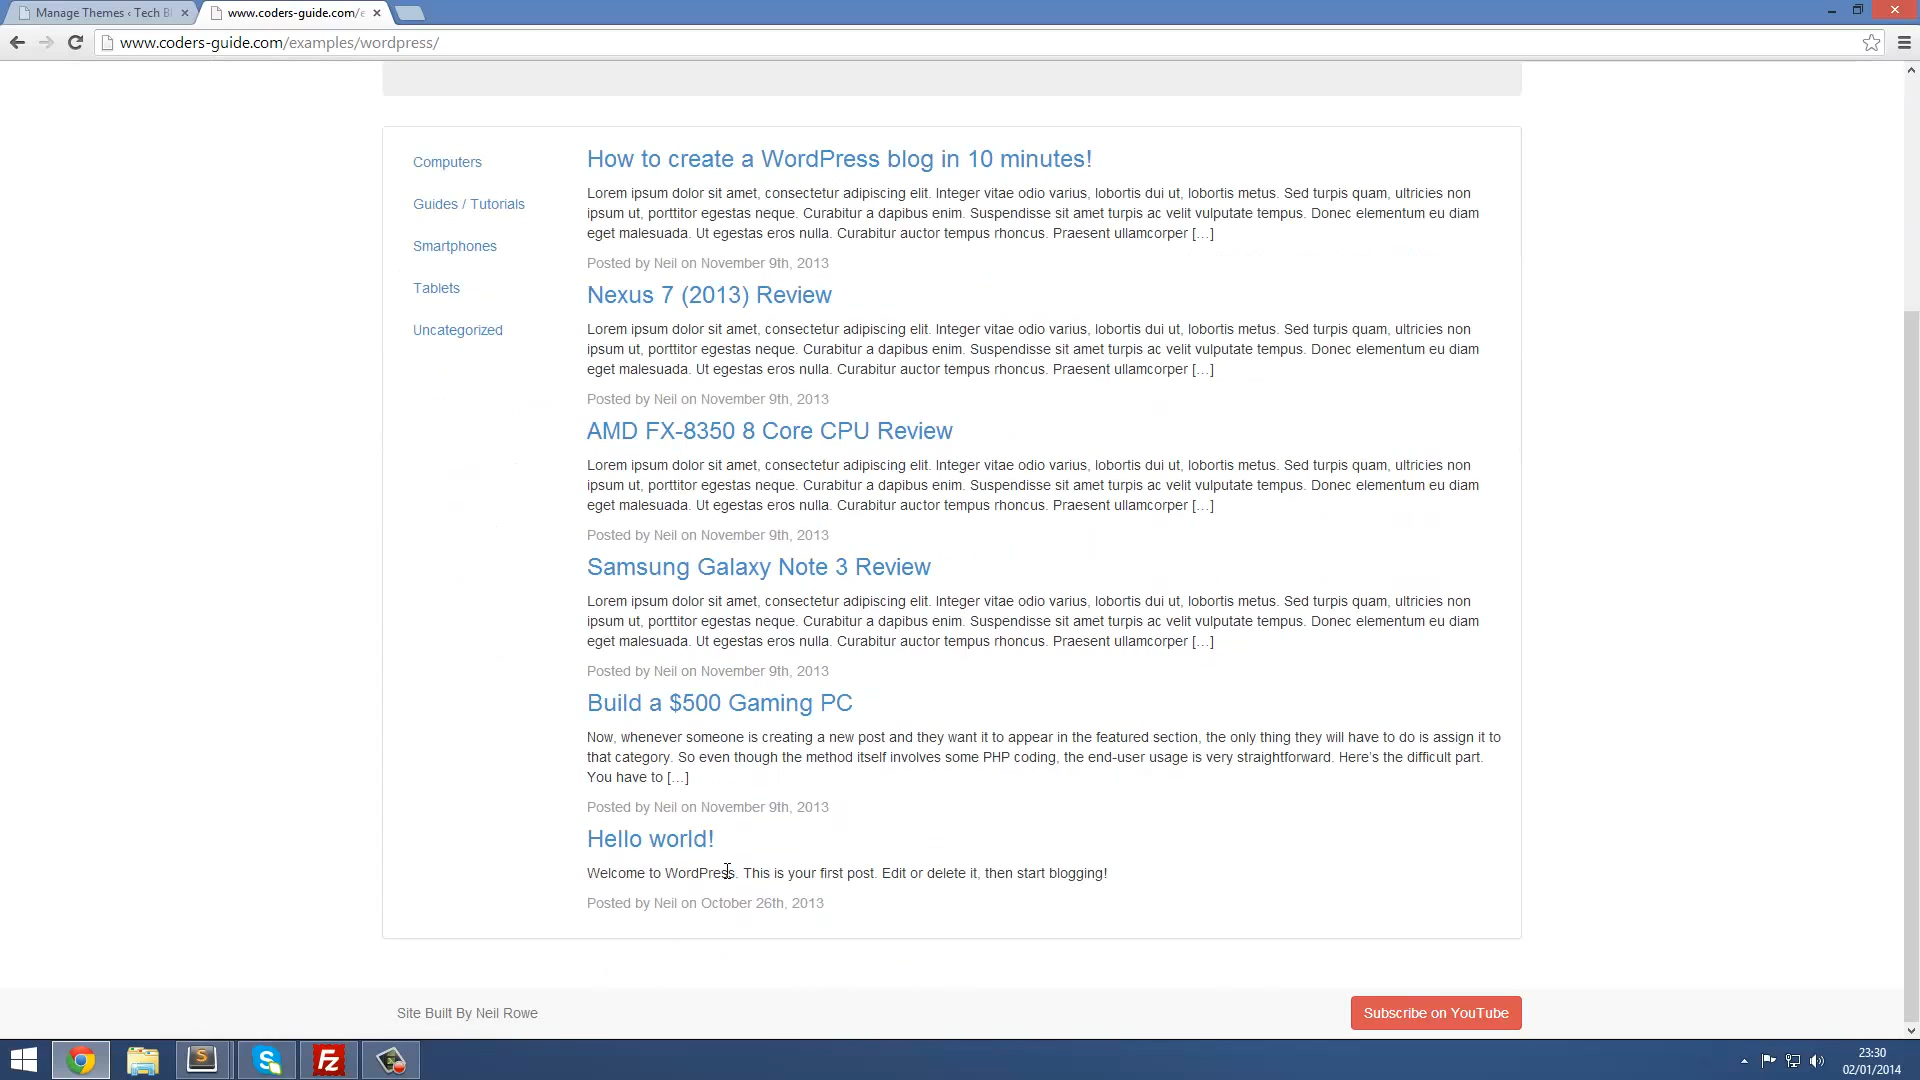 Manage Themes ‹ Tech B
www.coders-guide.com/e
www.coders-guide.com/examples/wordpress/
Computers
Guides / Tutorials
Smartphones
Tablets
Uncategorized
How to create a WordPress blog in 10 minutes!
Lorem ipsum dolor sit amet, consectetur adipiscing elit. Integer vitae odio varius, lobortis dui ut, lobortis metus. Sed turpis quam, ultricies non
ipsum ut, porttitor egestas neque. Curabitur a dapibus enim. Suspendisse sit amet turpis ac velit vulputate tempus. Donec elementum eu diam
eget malesuada. Ut egestas eros nulla. Curabitur auctor tempus rhoncus. Praesent ullamcorper […]
Posted by Neil on November 9th, 2013
Nexus 7 (2013) Review
Lorem ipsum dolor sit amet, consectetur adipiscing elit. Integer vitae odio varius, lobortis dui ut, lobortis metus. Sed turpis quam, ultricies non
ipsum ut, porttitor egestas neque. Curabitur a dapibus enim. Suspendisse sit amet turpis ac velit vulputate tempus. Donec elementum eu diam
eget malesuada. Ut egestas eros nulla. Curabitur auctor tempus rhoncus. Praesent ullamcorper […]
Posted by Neil on November 9th, 2013
AMD FX-8350 8 Core CPU Review
Lorem ipsum dolor sit amet, consectetur adipiscing elit. Integer vitae odio varius, lobortis dui ut, lobortis metus. Sed turpis quam, ultricies non
ipsum ut, porttitor egestas neque. Curabitur a dapibus enim. Suspendisse sit amet turpis ac velit vulputate tempus. Donec elementum eu diam
eget malesuada. Ut egestas eros nulla. Curabitur auctor tempus rhoncus. Praesent ullamcorper […]
Posted by Neil on November 9th, 2013
Samsung Galaxy Note 3 Review
Lorem ipsum dolor sit amet, consectetur adipiscing elit. Integer vitae odio varius, lobortis dui ut, lobortis metus. Sed turpis quam, ultricies non
ipsum ut, porttitor egestas neque. Curabitur a dapibus enim. Suspendisse sit amet turpis ac velit vulputate tempus. Donec elementum eu diam
eget malesuada. Ut egestas eros nulla. Curabitur auctor tempus rhoncus. Praesent ullamcorper […]
Posted by Neil on November 9th, 2013
Build a $500 Gaming PC
Now, whenever someone is creating a new post and they want it to appear in the featured section, the only thing they will have to do is assign it to
that category. So even though the method itself involves some PHP coding, the end-user usage is very straightforward. Here’s the difficult part.
You have to […]
Posted by Neil on November 9th, 2013
Hello world!
Welcome to WordPress. This is your first post. Edit or delete it, then start blogging!
Posted by Neil on October 26th, 2013
Site Built By Neil Rowe
Subscribe on YouTube
23:30
02/01/2014